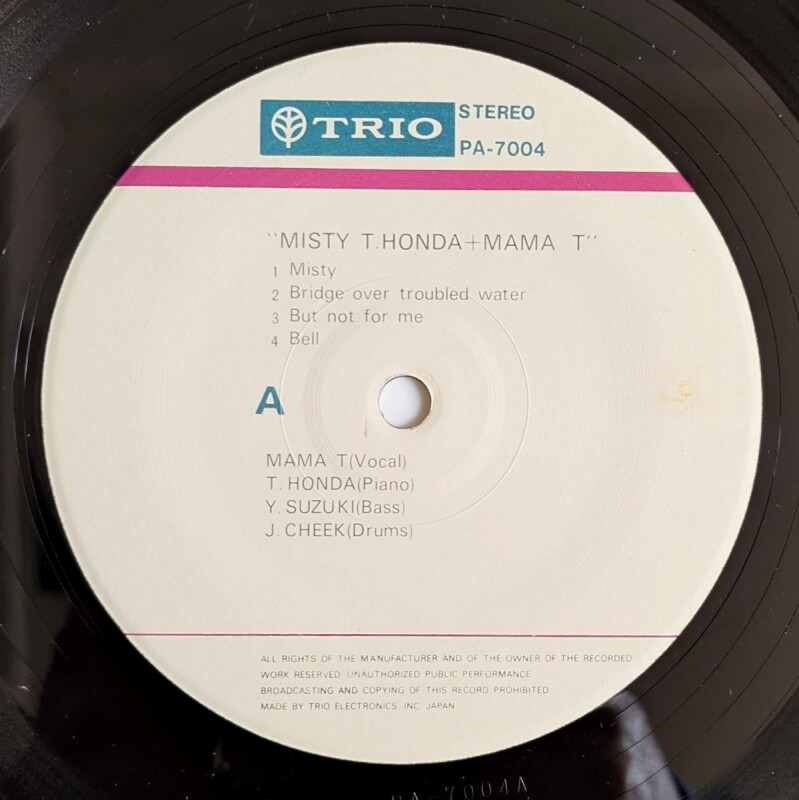 TRIO STEREO
PA-7004
"MISTY T.HONDA+MAMA T"
1 Misty
2 Bridge over troubled water
3 But not for me
4 Bell
A
MAMA T(Vocal)
T. HONDA(Piano)
Y. SUZUKI(Bass)
J. CHEEK(Drums)
ALL RIGHTS OF THE MANUFACTURER AND OF THE OWNER OF THE RECORDED
WORK RESERVED UNAUTHORIZED PUBLIC PERFORMANCE
BROADCASTING AND COPYING OF THIS RECORD PROHIBITED
MADE BY TRIO ELECTRONICS, INC JAPAN
PA-7004A